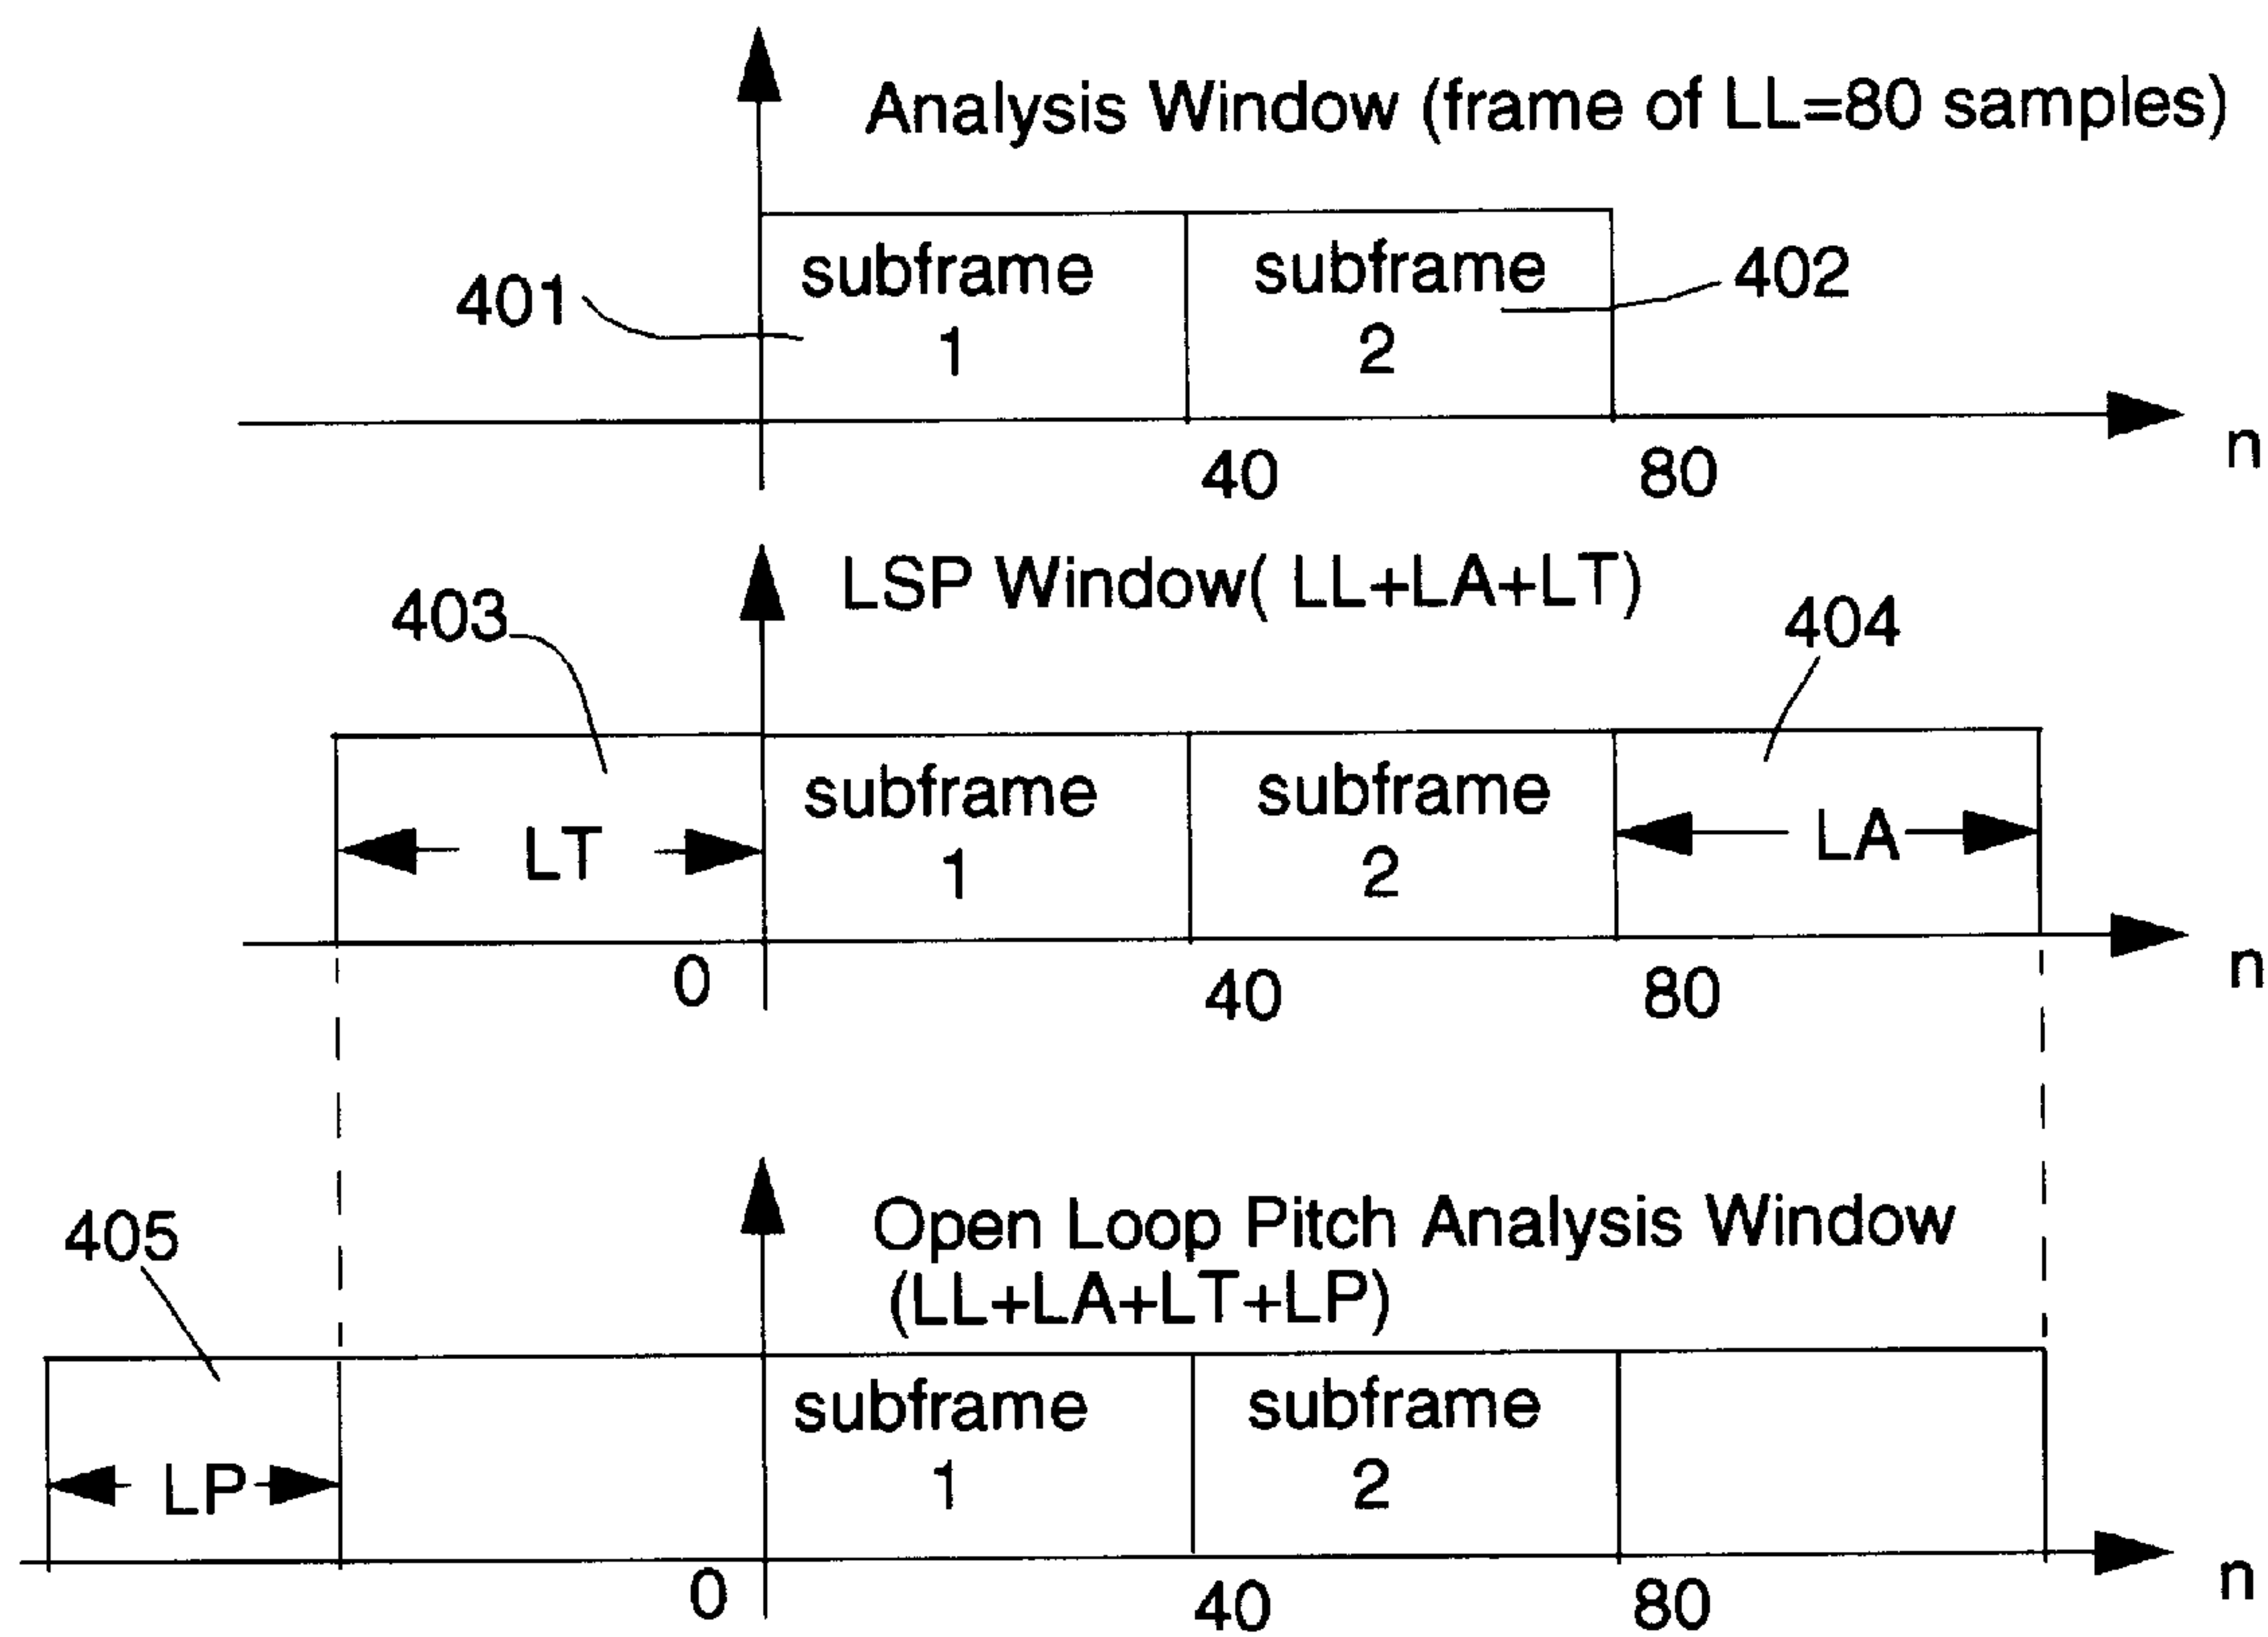 Analysis Window (frame of LL=80 samples)
401
subframe
1
subframe
2
402
40
80
n
LSP Window( LL+LA+LT)
403
404
LT
subframe
1
subframe
2
LA
0
40
80
n
405
Open Loop Pitch Analysis Window
(LL+LA+LT+LP)
LP
subframe
1
subframe
2
0
40
80
n